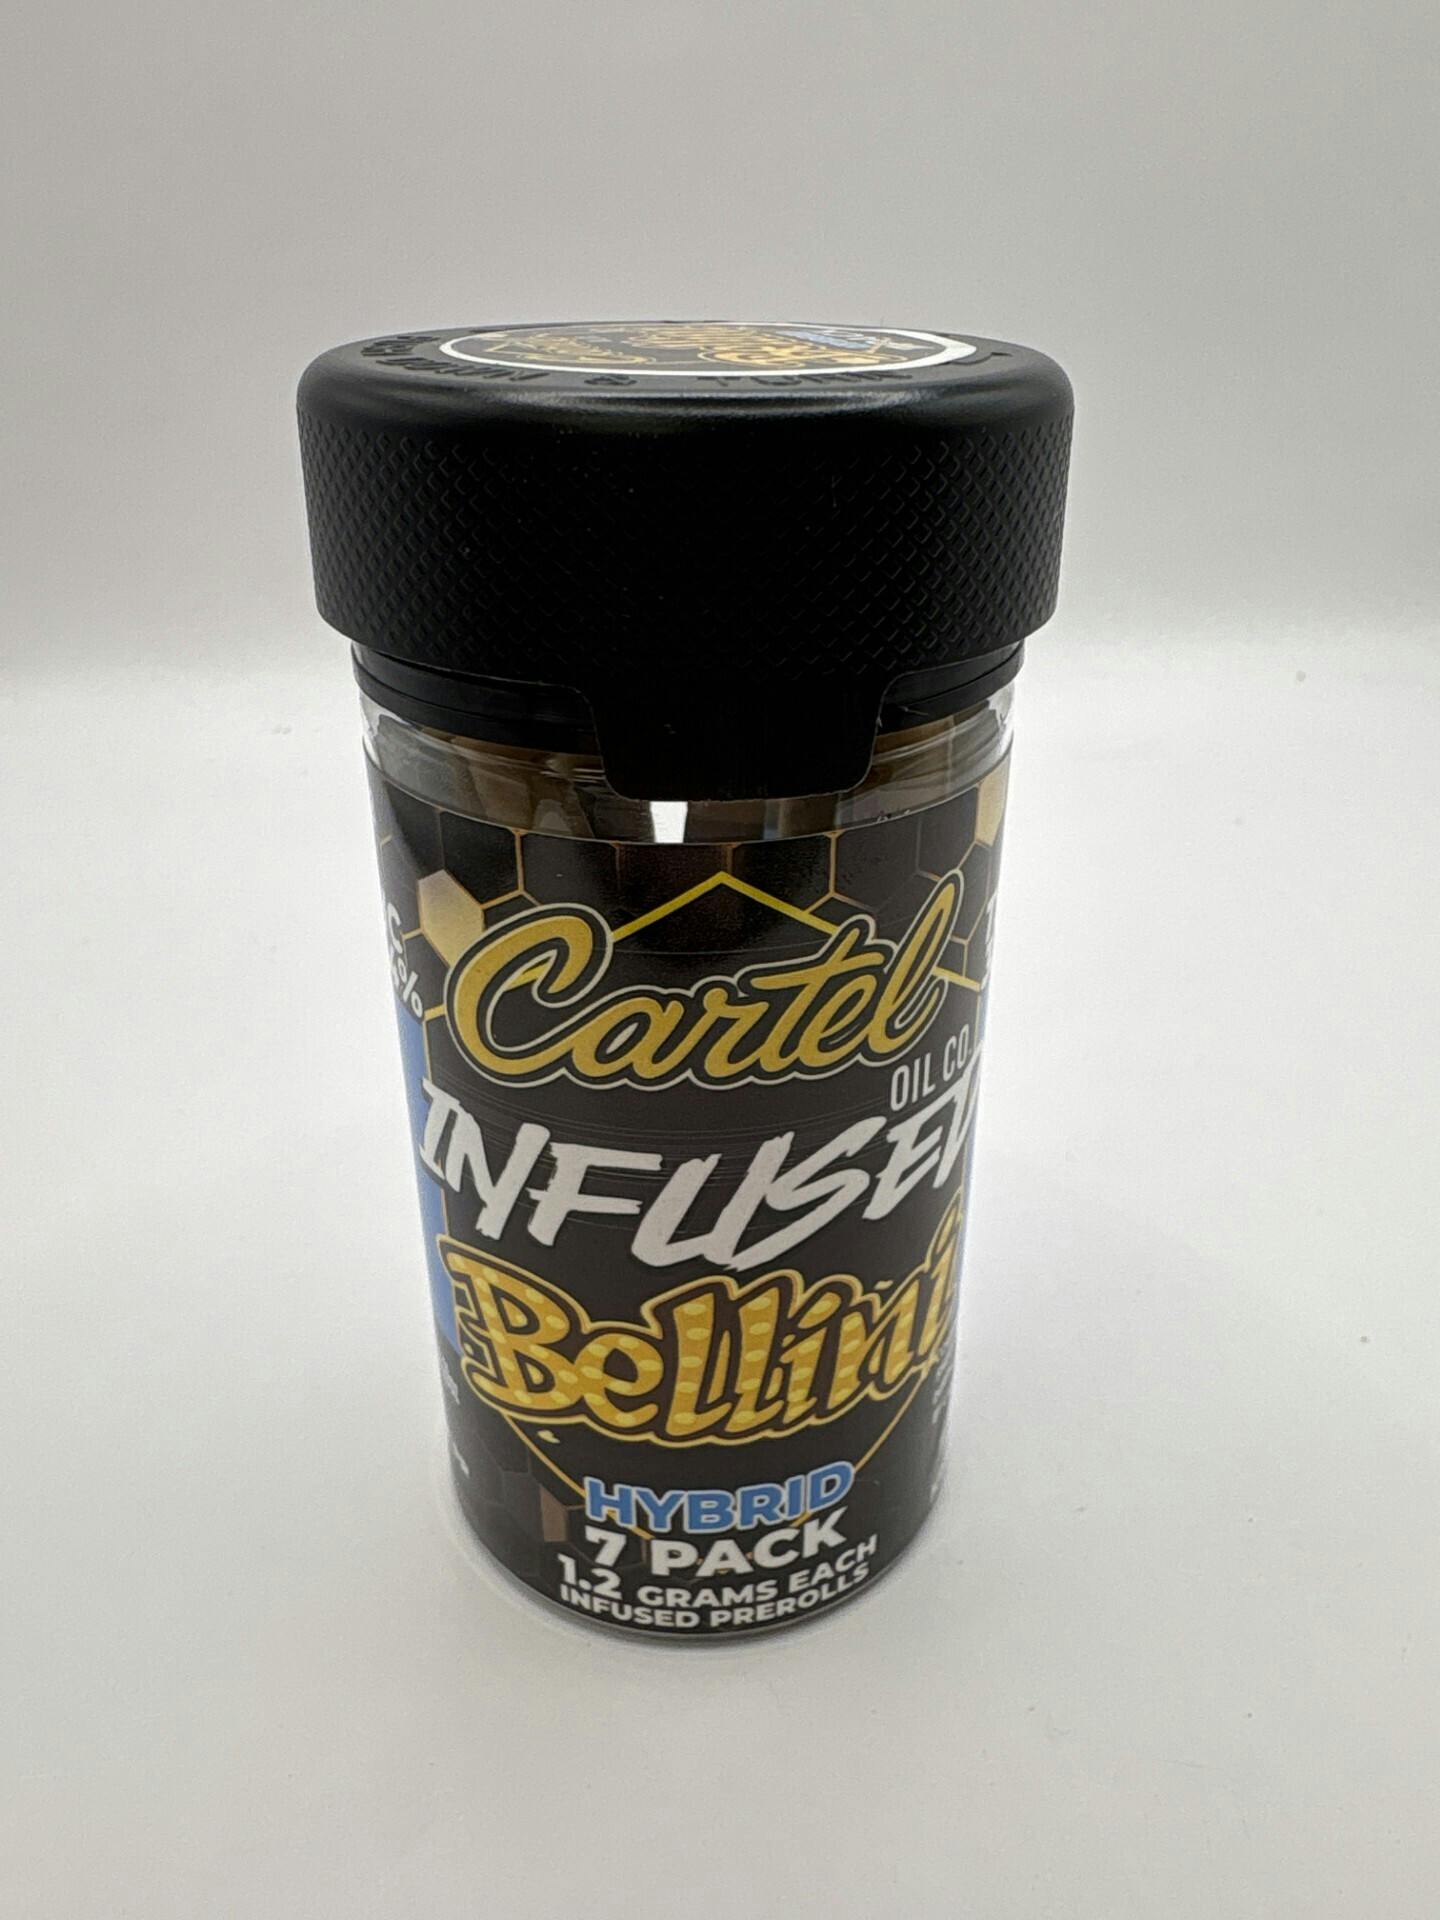 Cartel
OIL CO.
INFUSED
Bellini
HYBRID
7 PACK
1.2 GRAMS EACH
INFUSED PREROLLS